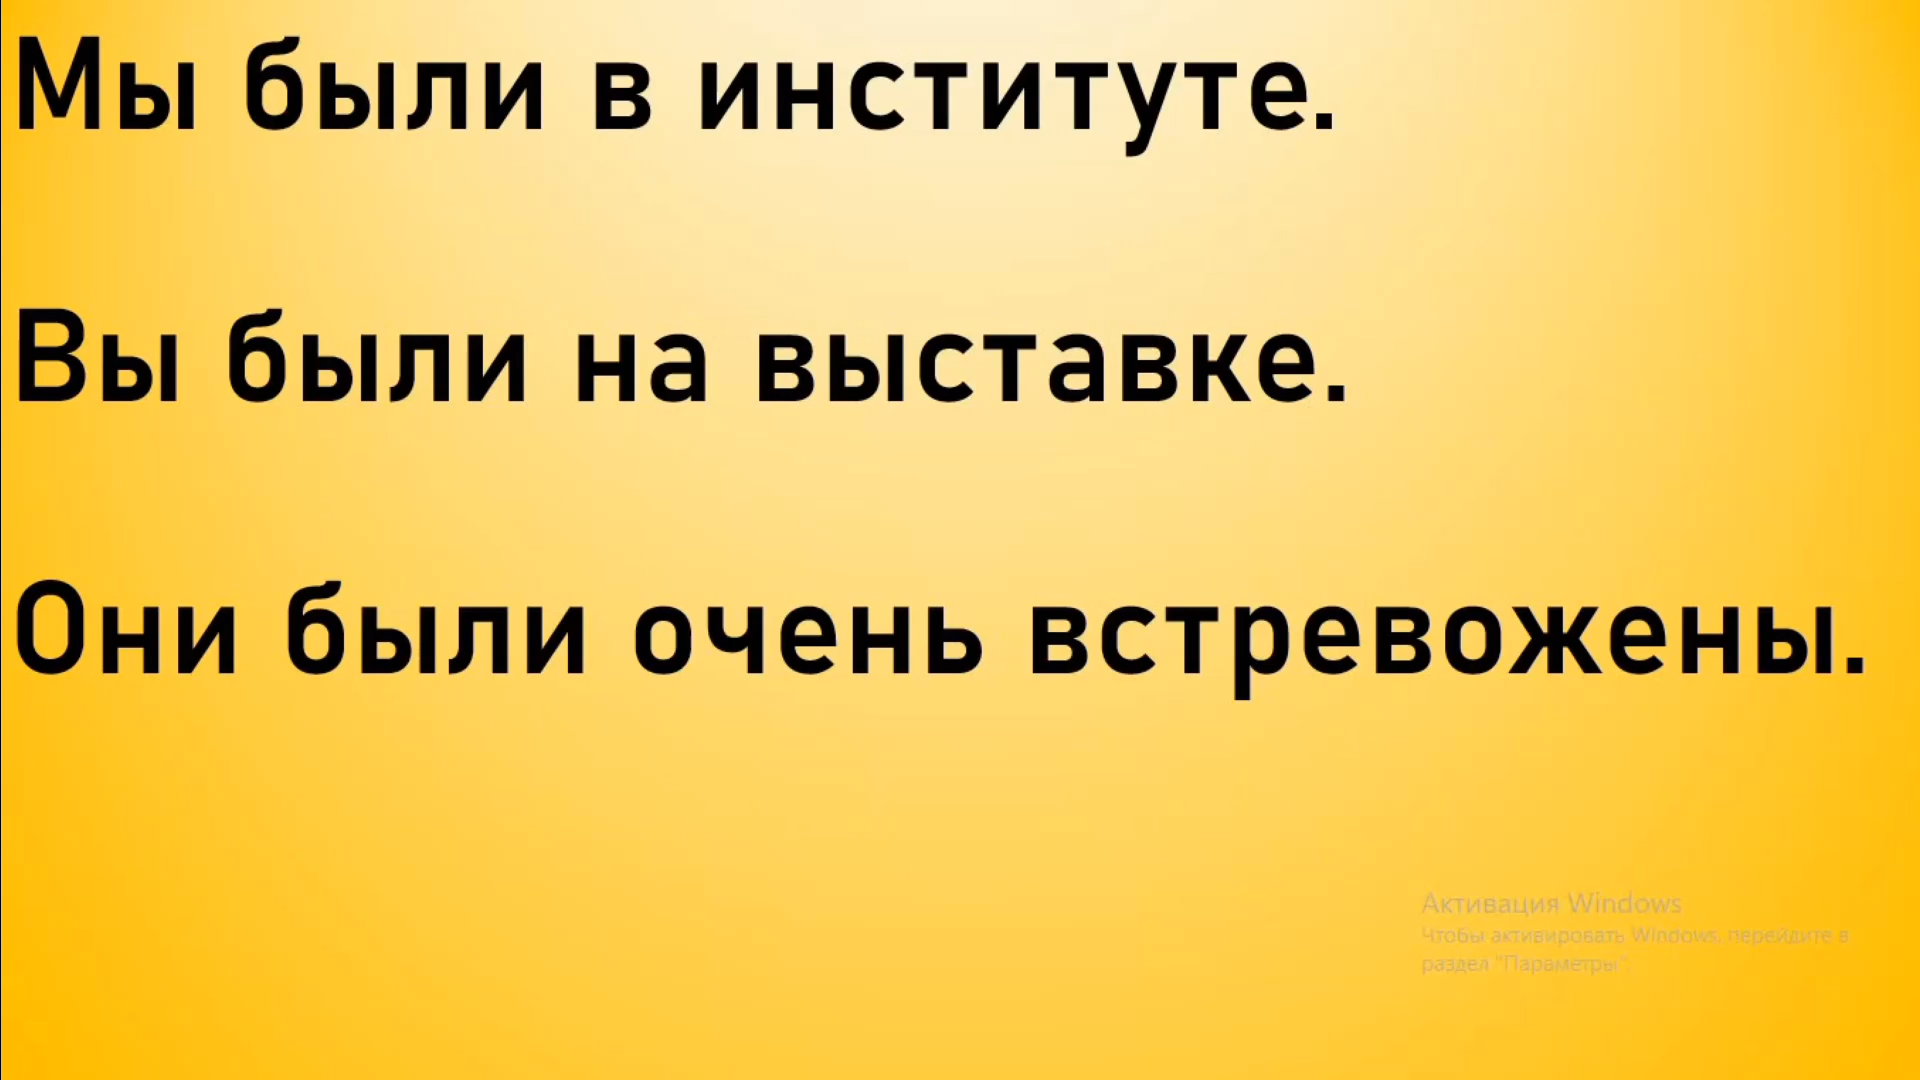 Мы были в институте.
Вы были на выставке.
Они были очень встревожены.
Активация Windows
Чтобы активировать Windows, перейдите в
раздел "Параметры".